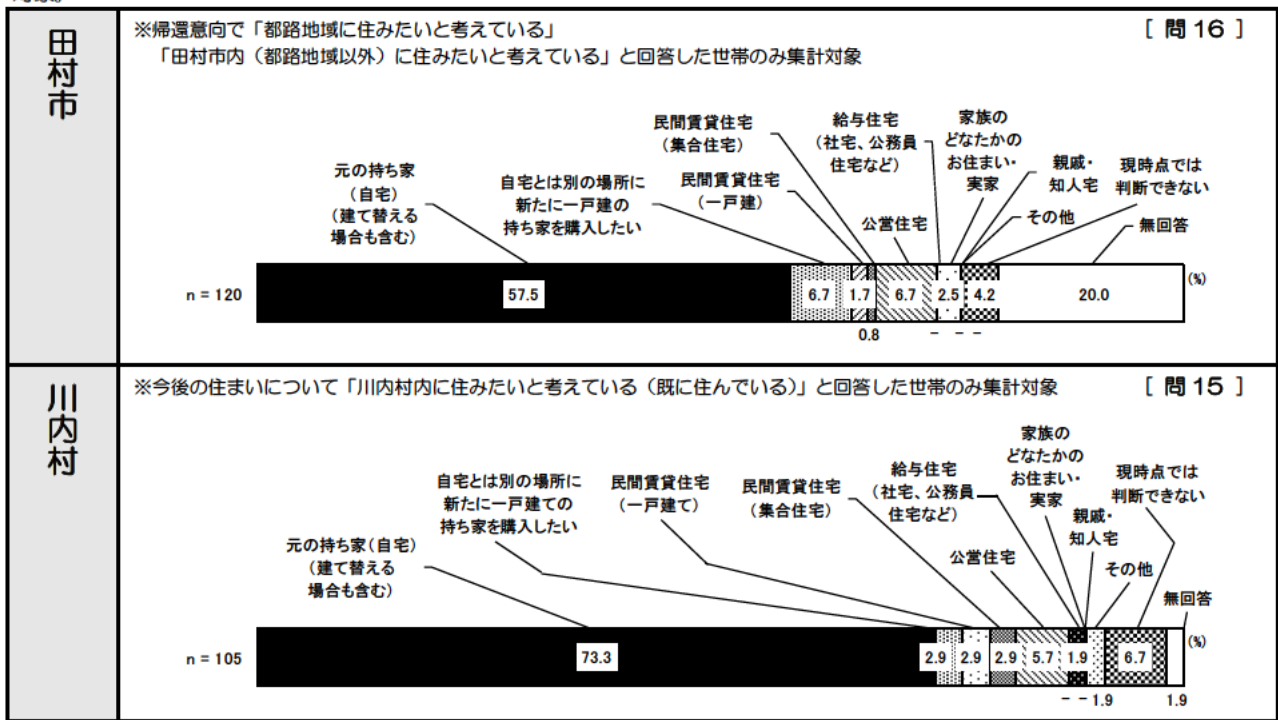 田村市
※帰還意向で「都路地域に住みたいと考えている」
「田村市内(都路地域以外)に住みたいと考えている」と回答した世帯のみ集計対象
[ 問16 ]
元の持ち家
(自宅)
(建て替える
場合も含む)
自宅とは別の場所に
新たに一戸建の
持ち家を購入したい
民間賃貸住宅
(一戸建)
民間賃貸住宅
(集合住宅)
公営住宅
給与住宅
(社宅、公務員
住宅など)
家族の
どなたかの
お住まい・
実家
親戚・
知人宅
その他
現時点では
判断できない
無回答
n = 120
57.5
6.7
1.7
6.7
2.5
4.2
20.0
(%)
0.8
– – –
川内村
※今後の住まいについて「川内村内に住みたいと考えている(既に住んでいる)」と回答した世帯のみ集計対象
[ 問15 ]
元の持ち家(自宅)
(建て替える
場合も含む)
自宅とは別の場所に
新たに一戸建ての
持ち家を購入したい
民間賃貸住宅
(一戸建て)
民間賃貸住宅
(集合住宅)
公営住宅
給与住宅
(社宅、公務員
住宅など)
家族の
どなたかの
お住まい・
実家
親戚・
知人宅
その他
現時点では
判断できない
無回答
n = 105
73.3
2.9
2.9
2.9
5.7
1.9
6.7
(%)
– –
1.9
1.9